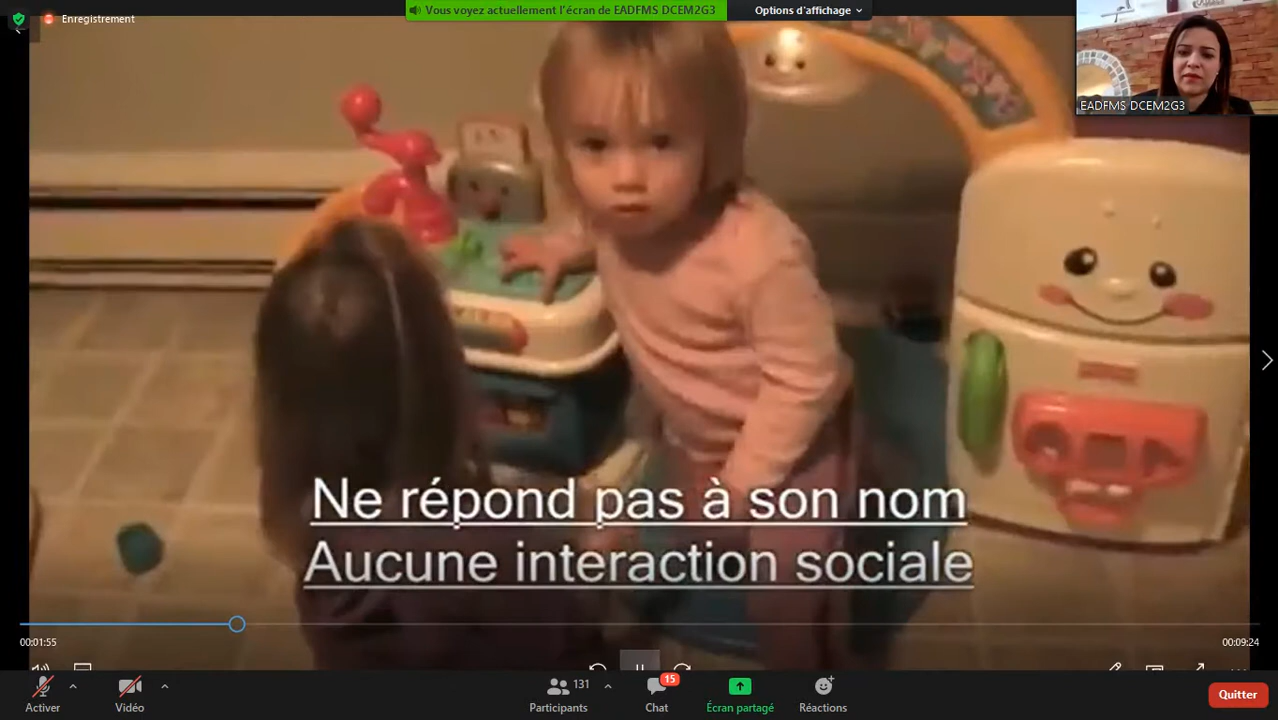 Vous voyez actuellement l'écran de EADFMS DCEM2G3
Options d'affichage
Enregistrement
EADFMS DCEM2G3
Ne répond pas à son nom
Aucune interaction sociale
00:01:55
00:09:24
Activer
Vidéo
131
Participants
15
Chat
Écran partagé
Réactions
Quitter